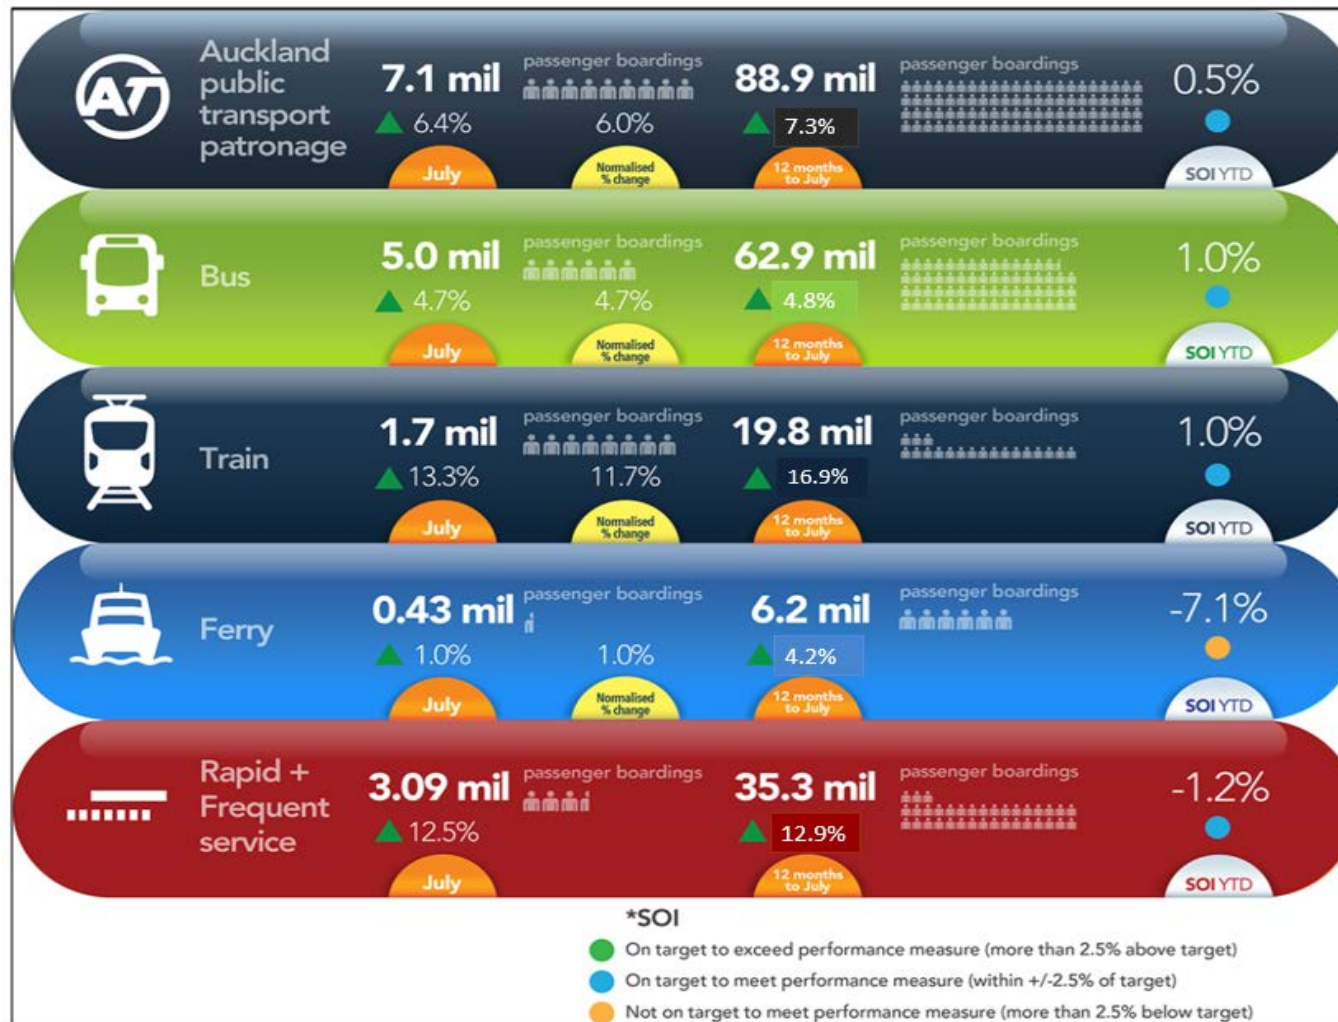 AT
Auckland
public
transport
patronage
7.1 mil
passenger boardings
6.4%
6.0%
July
Normalised
% change
88.9 mil
passenger boardings
7.3%
12 months
to July
0.5%
SOI YTD
Bus
5.0 mil
passenger boardings
4.7%
4.7%
July
Normalised
% change
62.9 mil
passenger boardings
4.8%
12 months
to July
1.0%
SOI YTD
Train
1.7 mil
passenger boardings
13.3%
11.7%
July
Normalised
% change
19.8 mil
passenger boardings
16.9%
12 months
to July
1.0%
SOI YTD
Ferry
0.43 mil
passenger boardings
1.0%
1.0%
July
Normalised
% change
6.2 mil
passenger boardings
4.2%
12 months
to July
-7.1%
SOI YTD
Rapid +
Frequent
service
3.09 mil
passenger boardings
12.5%
July
35.3 mil
passenger boardings
12.9%
12 months
to July
-1.2%
SOI YTD
*SOI
On target to exceed performance measure (more than 2.5% above target)
On target to meet performance measure (within +/-2.5% of target)
Not on target to meet performance measure (more than 2.5% below target)